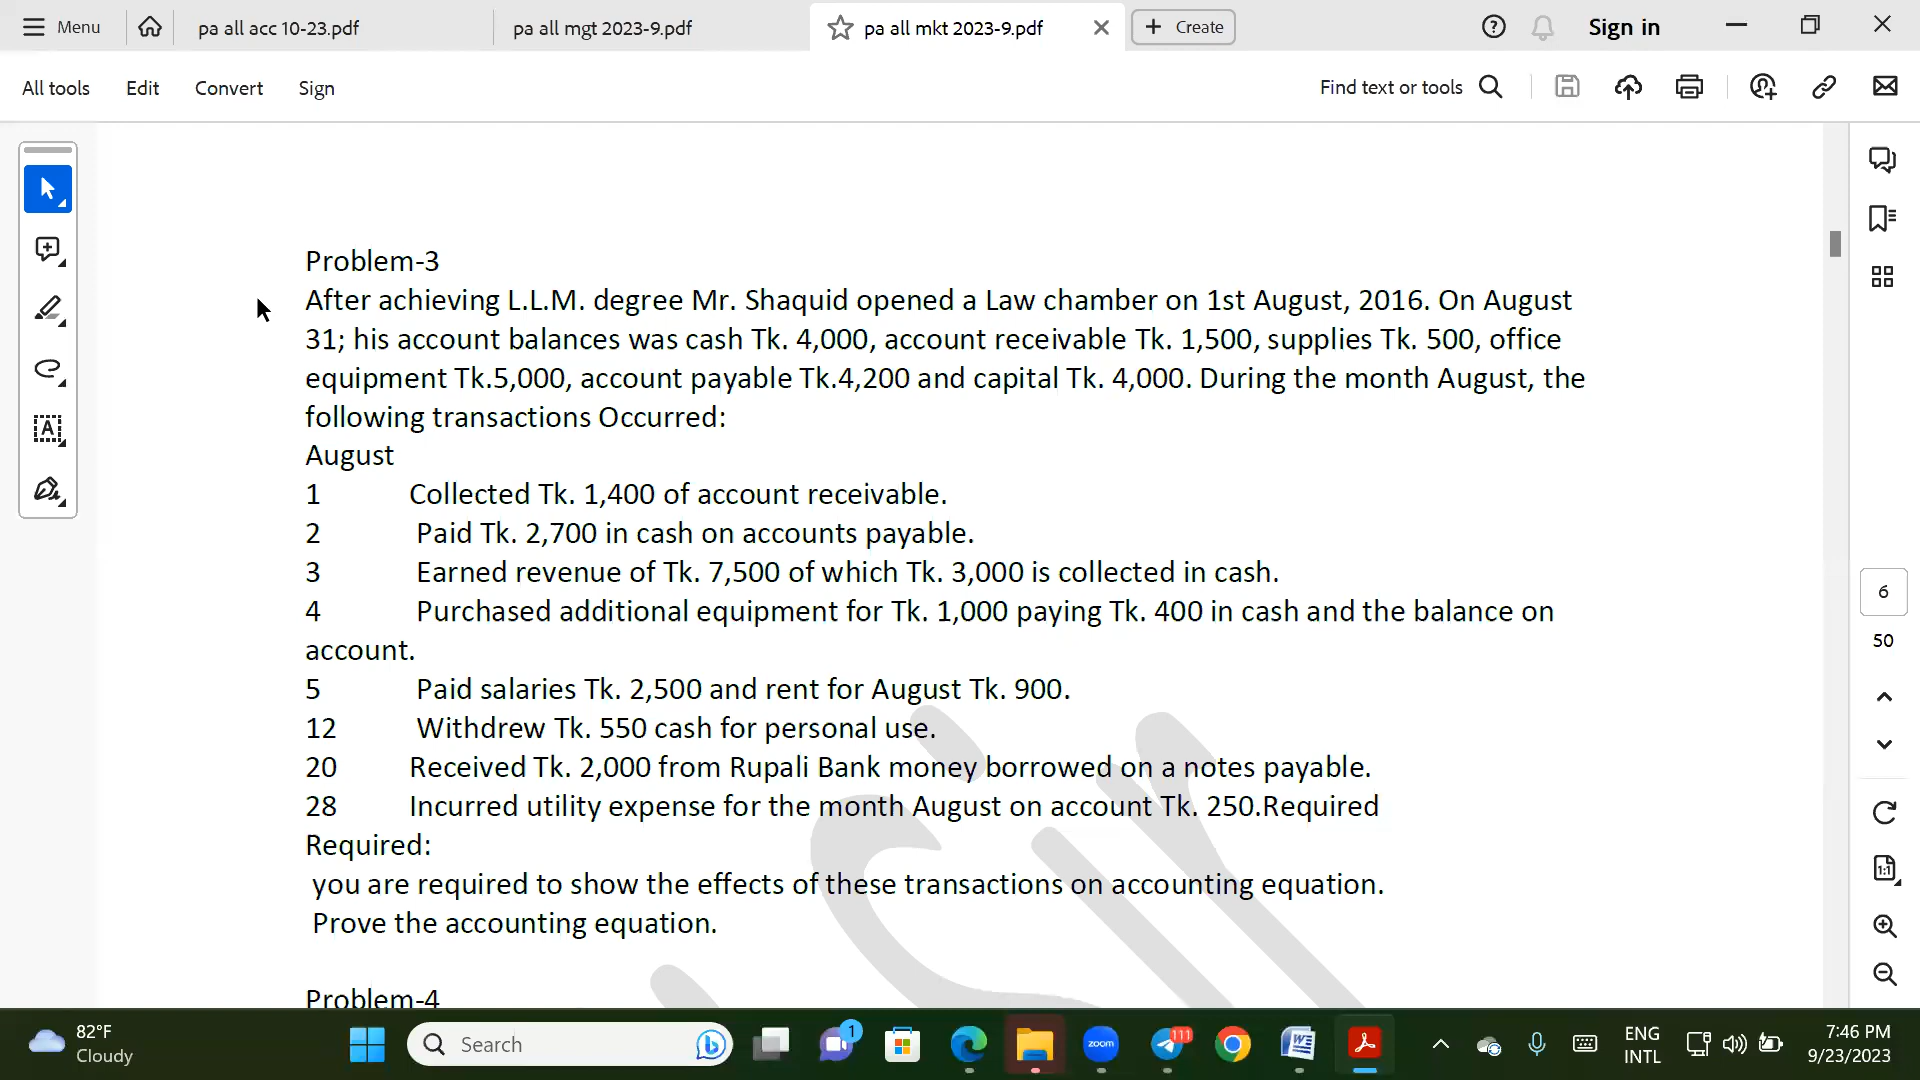 Menu pa all acc 10-23.pdf pa all mgt 2023-9.pdf pa all mkt 2023-9.pdf Create Sign in
All tools Edit Convert Sign Find text or tools
Problem-3
After achieving L.L.M. degree Mr. Shaquid opened a Law chamber on 1st August, 2016. On August
31; his account balances was cash Tk. 4,000, account receivable Tk. 1,500, supplies Tk. 500, office
equipment Tk.5,000, account payable Tk.4,200 and capital Tk. 4,000. During the month August, the
following transactions Occurred:
August
1 Collected Tk. 1,400 of account receivable.
2 Paid Tk. 2,700 in cash on accounts payable.
3 Earned revenue of Tk. 7,500 of which Tk. 3,000 is collected in cash.
4 Purchased additional equipment for Tk. 1,000 paying Tk. 400 in cash and the balance on
account.
5 Paid salaries Tk. 2,500 and rent for August Tk. 900.
12 Withdrew Tk. 550 cash for personal use.
20 Received Tk. 2,000 from Rupali Bank money borrowed on a notes payable.
28 Incurred utility expense for the month August on account Tk. 250.Required
Required:
you are required to show the effects of these transactions on accounting equation.
Prove the accounting equation.
Problem-4
6
50
1:1
82°F
Cloudy
Search
1
zoom
111
ENG
INTL
7:46 PM
9/23/2023